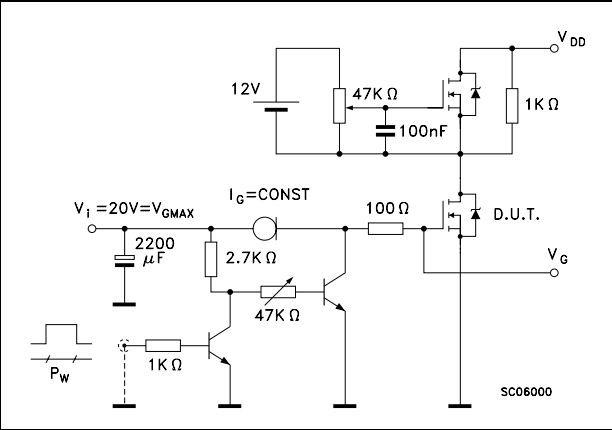 V DD
12V
47K Ω
100nF
1K Ω
I G =CONST
V i =20V=V GMAX
100 Ω
D.U.T.
2200
μF
2.7K Ω
V G
47K Ω
1K Ω
P W
SC06000